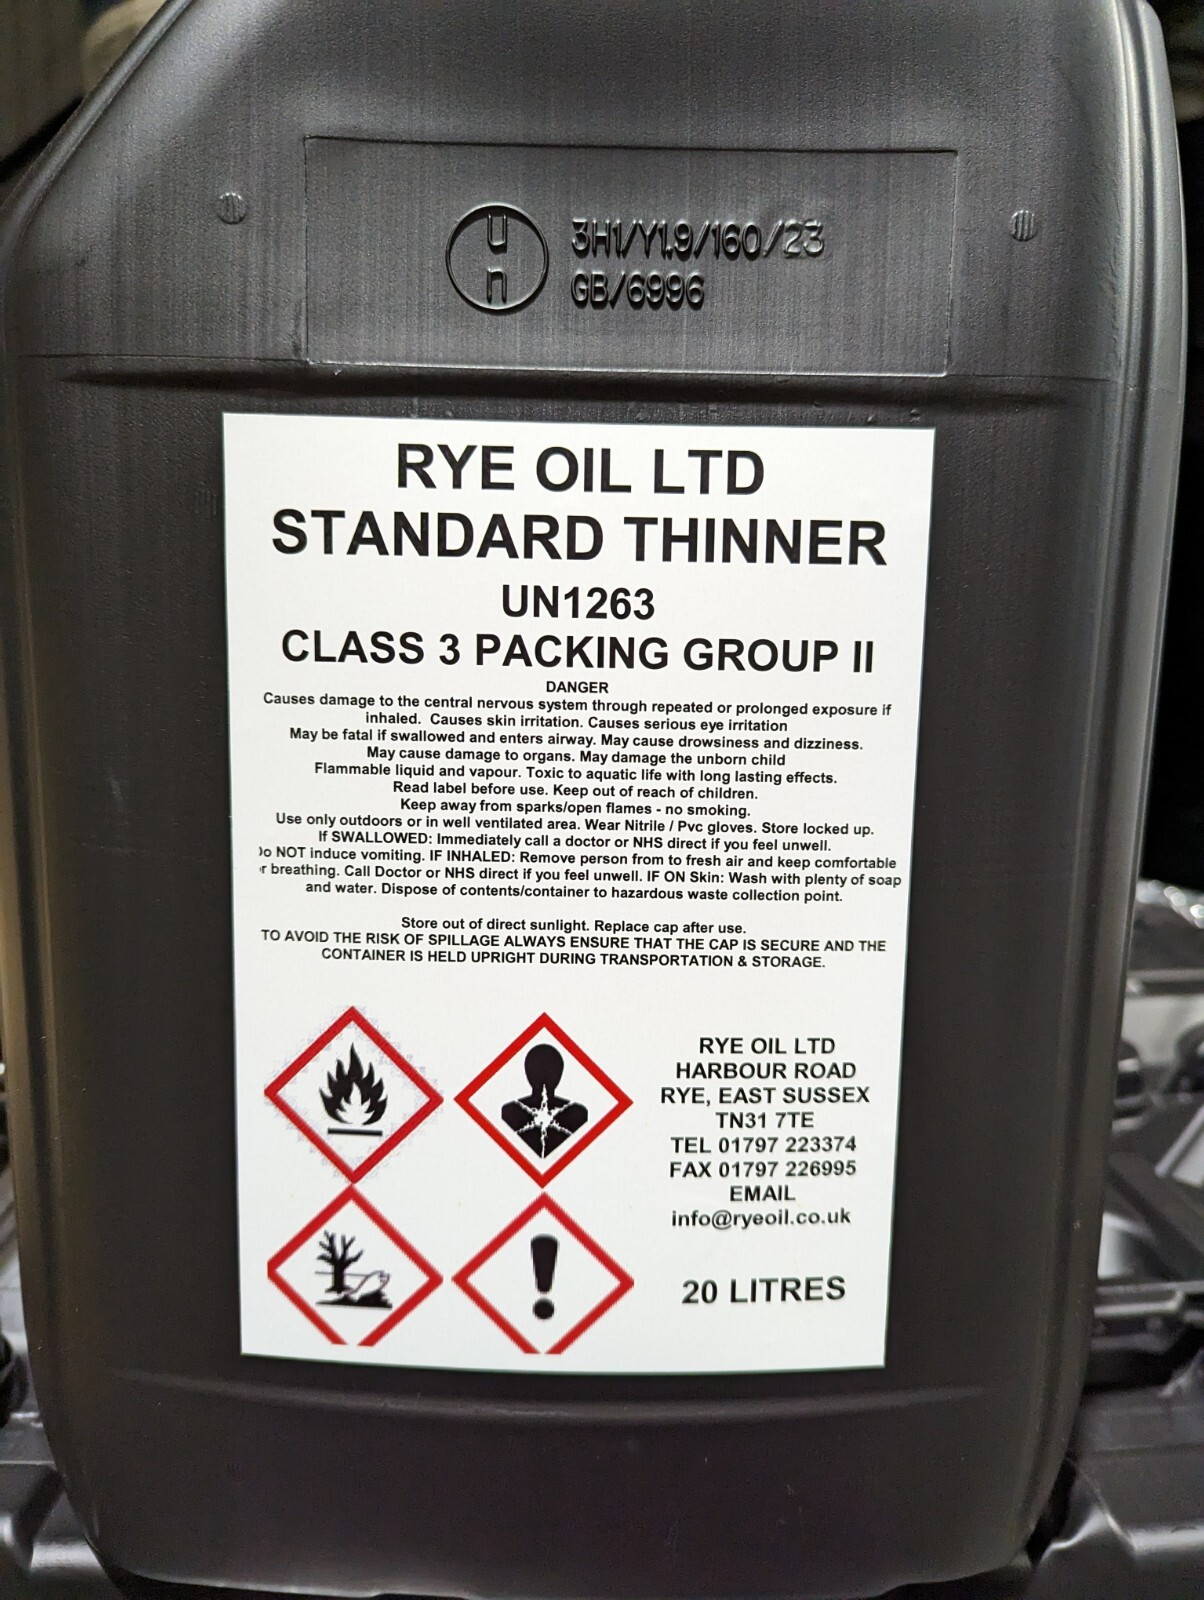 un 3H1/Y1.9/160/23
GB/6996
RYE OIL LTD
STANDARD THINNER
UN1263
CLASS 3 PACKING GROUP II
DANGER
Causes damage to the central nervous system through repeated or prolonged exposure if
inhaled. Causes skin irritation. Causes serious eye irritation
May be fatal if swallowed and enters airway. May cause drowsiness and dizziness.
May cause damage to organs. May damage the unborn child
Flammable liquid and vapour. Toxic to aquatic life with long lasting effects.
Read label before use. Keep out of reach of children.
Keep away from sparks/open flames - no smoking.
Use only outdoors or in well ventilated area. Wear Nitrile / Pvc gloves. Store locked up.
If SWALLOWED: Immediately call a doctor or NHS direct if you feel unwell.
Do NOT induce vomiting. IF INHALED: Remove person from to fresh air and keep comfortable
r breathing. Call Doctor or NHS direct if you feel unwell. IF ON Skin: Wash with plenty of soap
and water. Dispose of contents/container to hazardous waste collection point.
Store out of direct sunlight. Replace cap after use.
TO AVOID THE RISK OF SPILLAGE ALWAYS ENSURE THAT THE CAP IS SECURE AND THE
CONTAINER IS HELD UPRIGHT DURING TRANSPORTATION & STORAGE.
RYE OIL LTD
HARBOUR ROAD
RYE, EAST SUSSEX
TN31 7TE
TEL 01797 223374
FAX 01797 226995
EMAIL
info@ryeoil.co.uk
20 LITRES